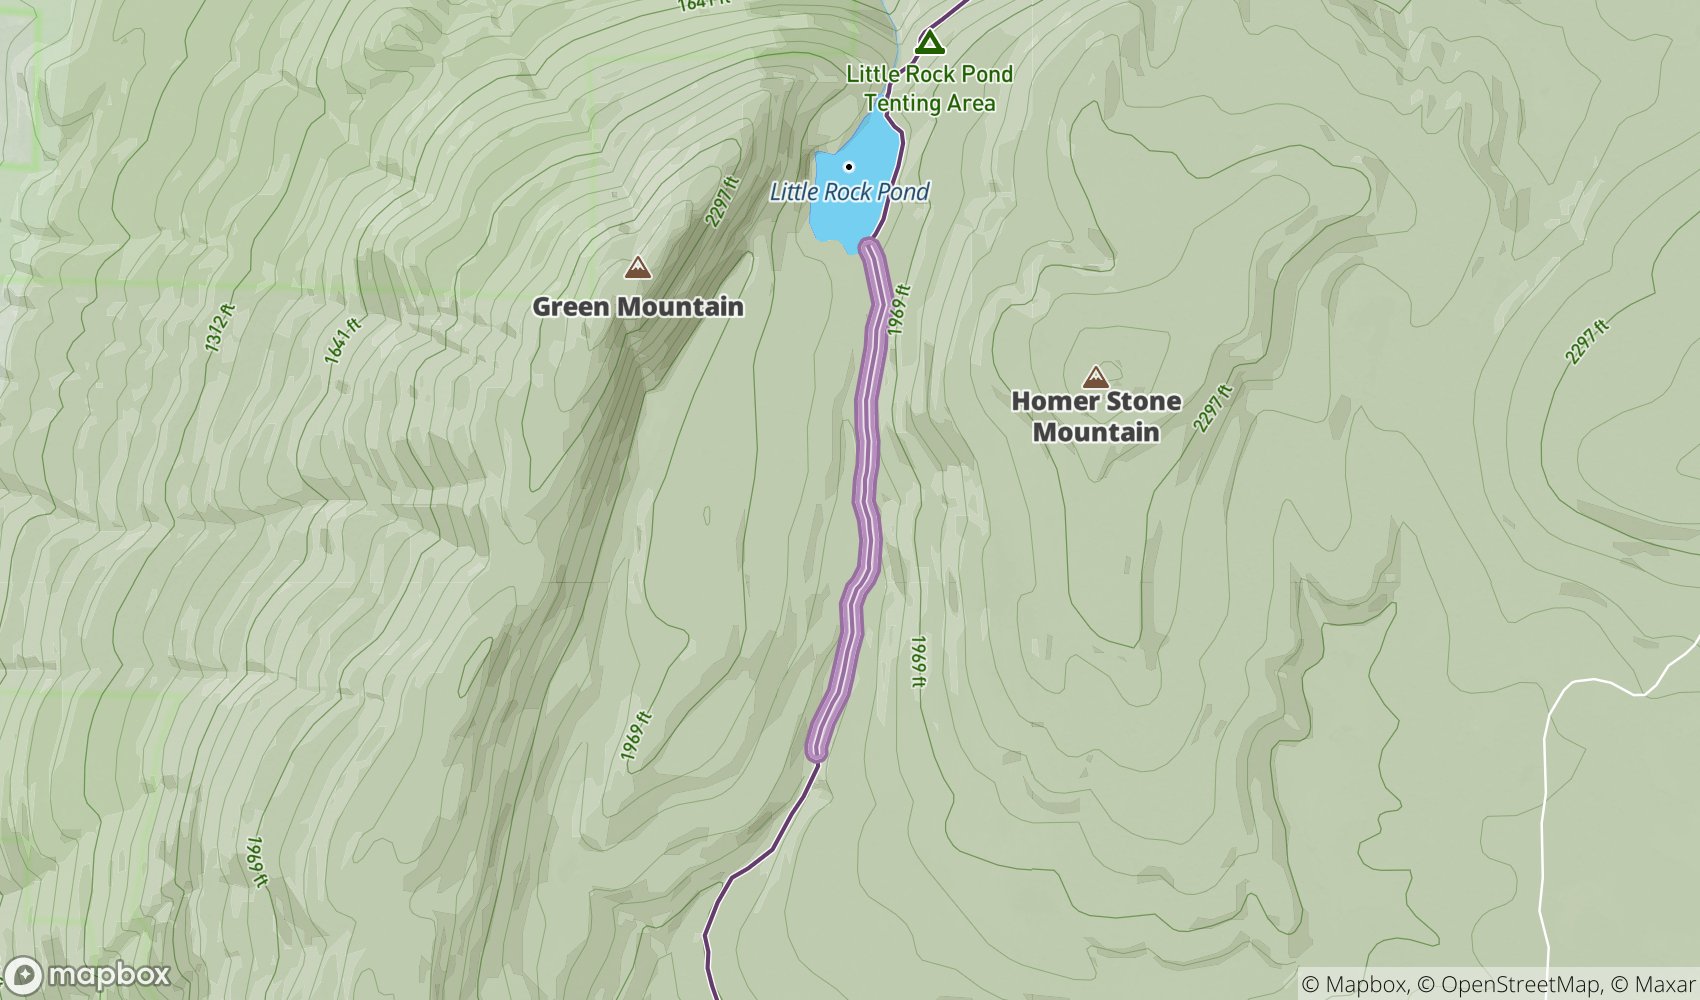 1641 ft
Little Rock Pond
Tenting Area
Little Rock Pond
2297 ft
Green Mountain
1312 ft
1641 ft
1969 ft
2297 ft
Homer Stone
Mountain
2297 ft
1969 ft
1969 ft
1969 ft
mapbox
© Mapbox, © OpenStreetMap, © Maxar